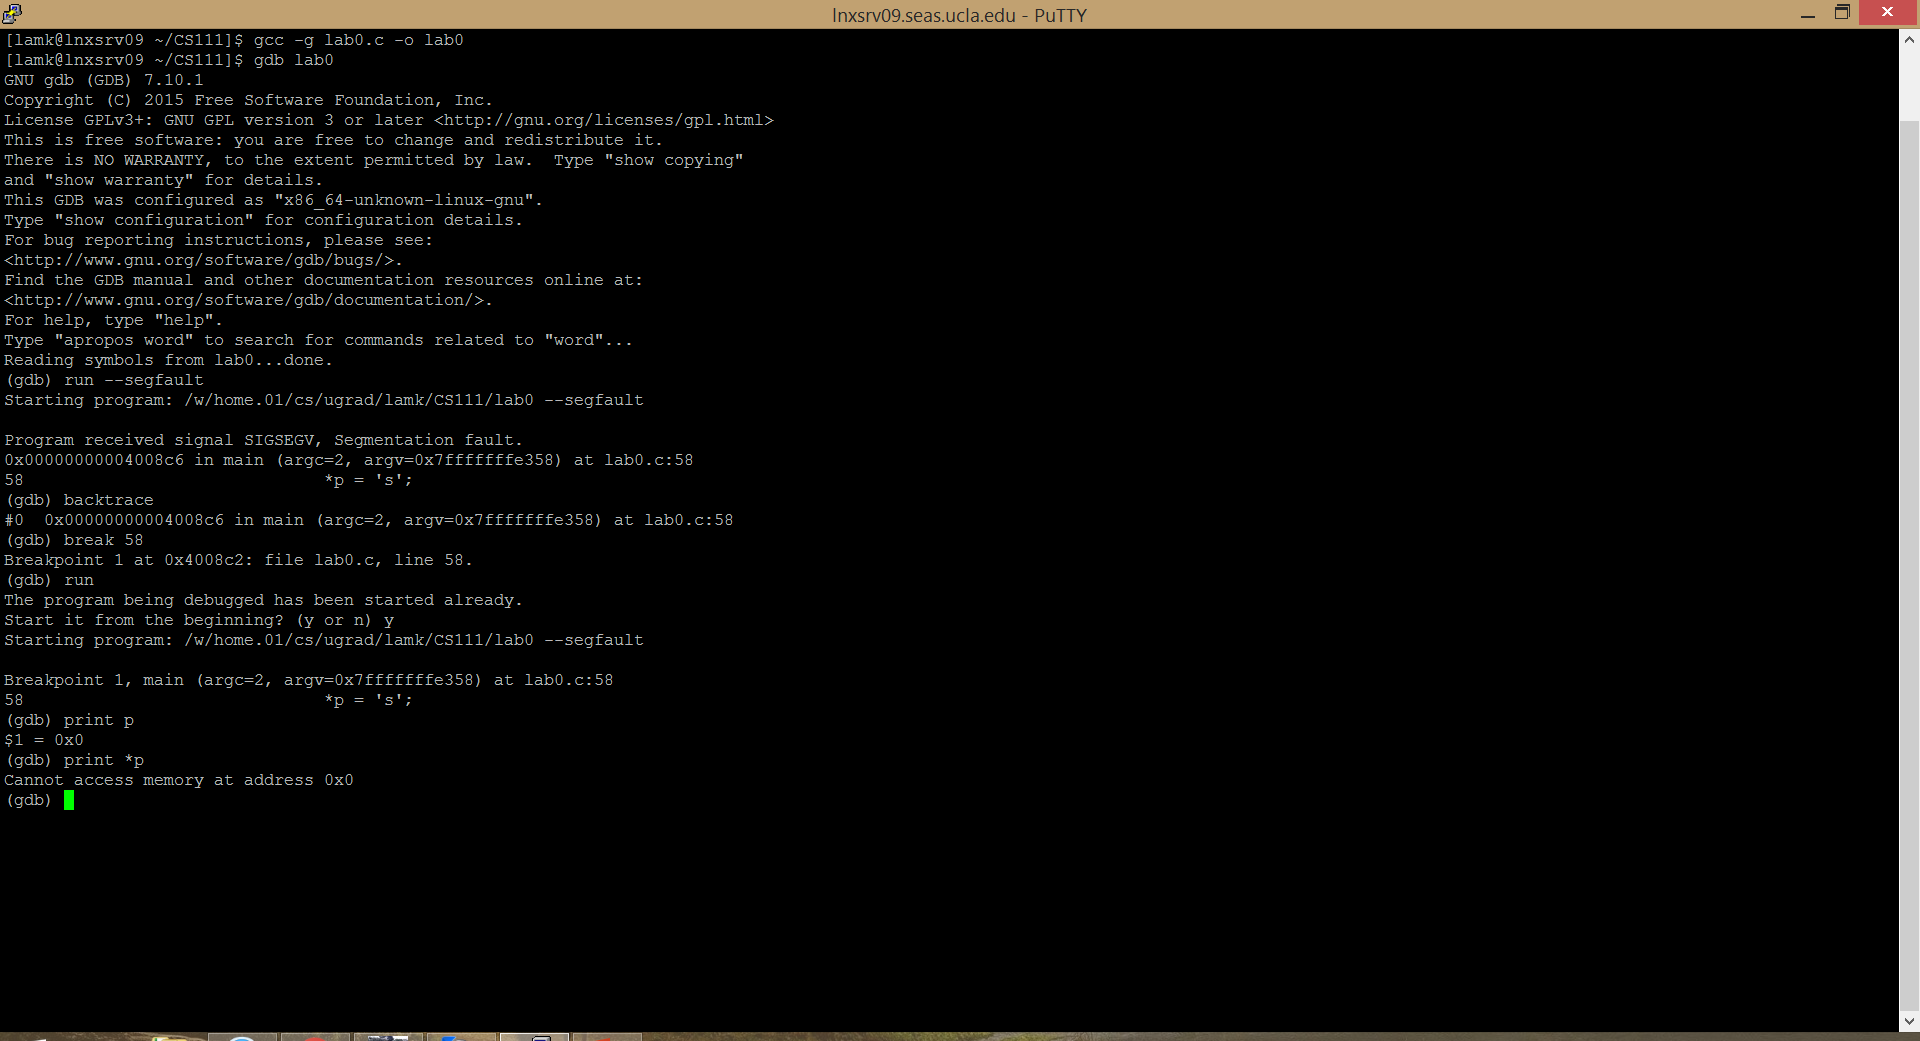 lnxsrv09.seas.ucla.edu - PuTTY
[lamk@lnxsrv09 ~/CS111]$ gcc -g lab0.c -o lab0
[lamk@lnxsrv09 ~/CS111]$ gdb lab0
GNU gdb (GDB) 7.10.1
Copyright (C) 2015 Free Software Foundation, Inc.
License GPLv3+: GNU GPL version 3 or later <http://gnu.org/licenses/gpl.html>
This is free software: you are free to change and redistribute it.
There is NO WARRANTY, to the extent permitted by law.  Type "show copying"
and "show warranty" for details.
This GDB was configured as "x86_64-unknown-linux-gnu".
Type "show configuration" for configuration details.
For bug reporting instructions, please see:
<http://www.gnu.org/software/gdb/bugs/>.
Find the GDB manual and other documentation resources online at:
<http://www.gnu.org/software/gdb/documentation/>.
For help, type "help".
Type "apropos word" to search for commands related to "word"...
Reading symbols from lab0...done.
(gdb) run --segfault
Starting program: /w/home.01/cs/ugrad/lamk/CS111/lab0 --segfault

Program received signal SIGSEGV, Segmentation fault.
0x00000000004008c6 in main (argc=2, argv=0x7fffffffe358) at lab0.c:58
58                              *p = 's';
(gdb) backtrace
#0  0x00000000004008c6 in main (argc=2, argv=0x7fffffffe358) at lab0.c:58
(gdb) break 58
Breakpoint 1 at 0x4008c2: file lab0.c, line 58.
(gdb) run
The program being debugged has been started already.
Start it from the beginning? (y or n) y
Starting program: /w/home.01/cs/ugrad/lamk/CS111/lab0 --segfault

Breakpoint 1, main (argc=2, argv=0x7fffffffe358) at lab0.c:58
58                              *p = 's';
(gdb) print p
$1 = 0x0
(gdb) print *p
Cannot access memory at address 0x0
(gdb)